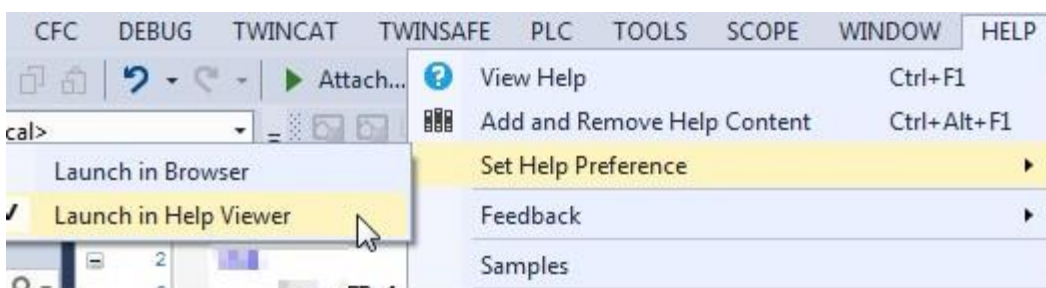 CFC DEBUG TWINCAT TWINSAFE PLC TOOLS SCOPE WINDOW HELP
Attach...
View Help Ctrl+F1
cal>
Add and Remove Help Content Ctrl+Alt+F1
Launch in Browser
Set Help Preference
Launch in Help Viewer
Feedback
2
Samples